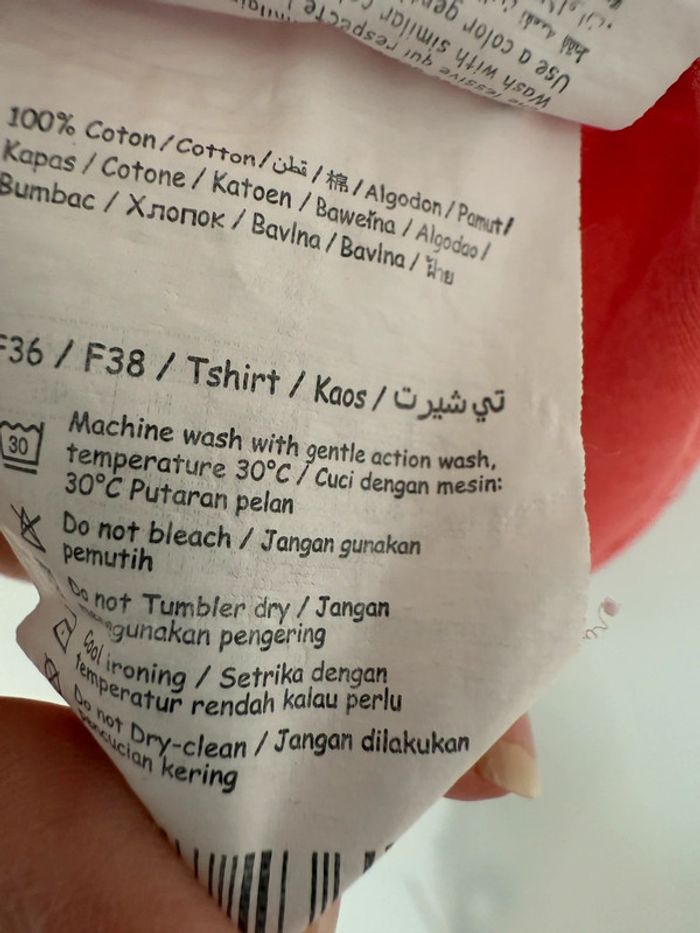 Use a color
Wash with similar
100% Coton / Cotton / قطن / 棉 / Algodon / Pamut /
Kapas / Cotone / Katoen / Bawełna / Algodao /
Bumbac / Хлопок / Bavlna / Bavlna / ฝ้าย
F36 / F38 / Tshirt / Kaos / تي شيرت
30
Machine wash with gentle action wash,
temperature 30°C / Cuci dengan mesin:
30°C Putaran pelan
Do not bleach / Jangan gunakan
pemutih
Do not Tumbler dry / Jangan
menggunakan pengering
Cool ironing / Setrika dengan
temperatur rendah kalau perlu
Do not Dry-clean / Jangan dilakukan
pencucian kering